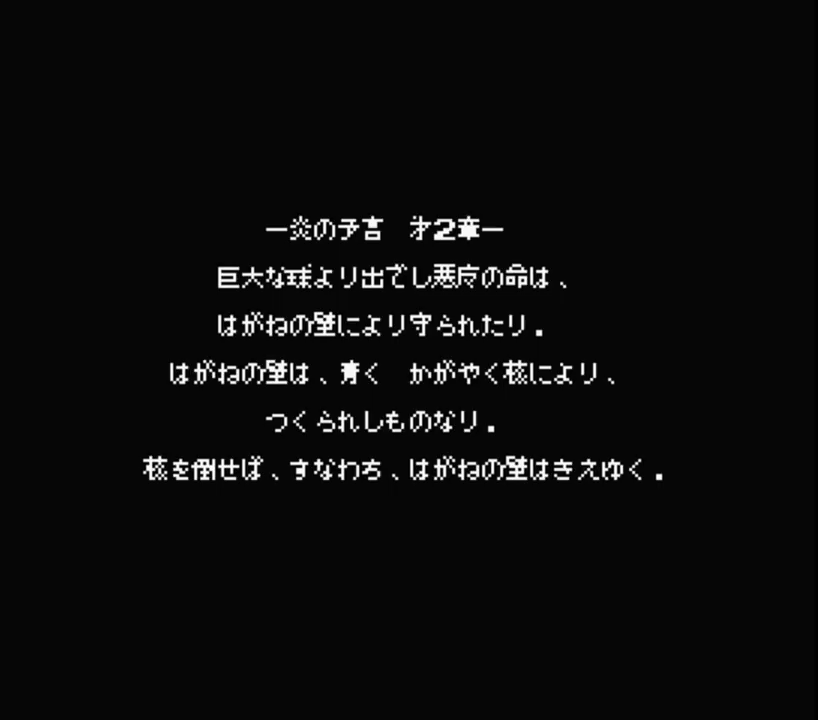 ー炎の予言　才2章ー
巨大な球より出でし悪皮の命は、
はがねの壁により守られたり.
はがねの壁は、青く　かがやく核により、
つくられしものなり.
核を倒せば、すなわち、はがねの壁はきえゆく.